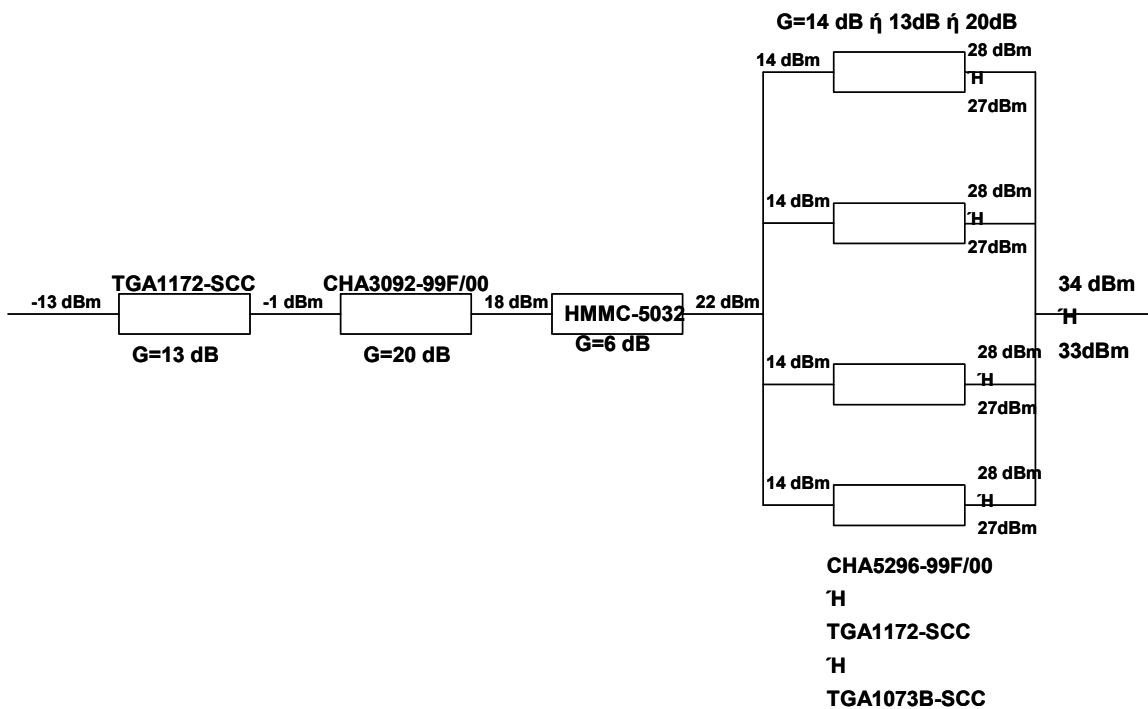 G=14 dB ή 13dB ή 20dB
14 dBm
28 dBm
Ή
27dBm
14 dBm
28 dBm
Ή
27dBm
TGA1172-SCC
CHA3092-99F/00
-13 dBm
-1 dBm
18 dBm
HMMC-5032
22 dBm
G=13 dB
G=20 dB
G=6 dB
34 dBm
Ή
33dBm
14 dBm
28 dBm
Ή
27dBm
14 dBm
28 dBm
Ή
27dBm
CHA5296-99F/00
Ή
TGA1172-SCC
Ή
TGA1073B-SCC